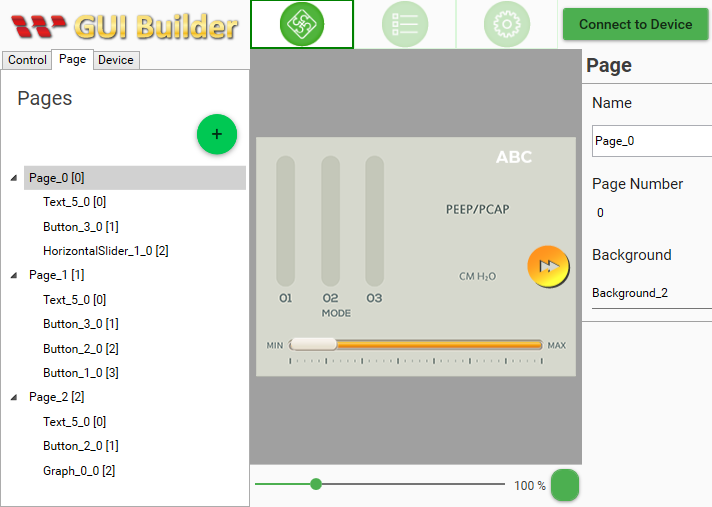 GUI Builder
Connect to Device
Control Page Device
Pages
+
Page_0 [0]
Text_5_0 [0]
Button_3_0 [1]
HorizontalSlider_1_0 [2]
Page_1 [1]
Text_5_0 [0]
Button_3_0 [1]
Button_2_0 [2]
Button_1_0 [3]
Page_2 [2]
Text_5_0 [0]
Button_2_0 [1]
Graph_0_0 [2]
ABC
PEEP/PCAP
CM H₂O
01 02 03
MODE
MIN MAX
100 %
Page
Name
Page_0
Page Number
0
Background
Background_2